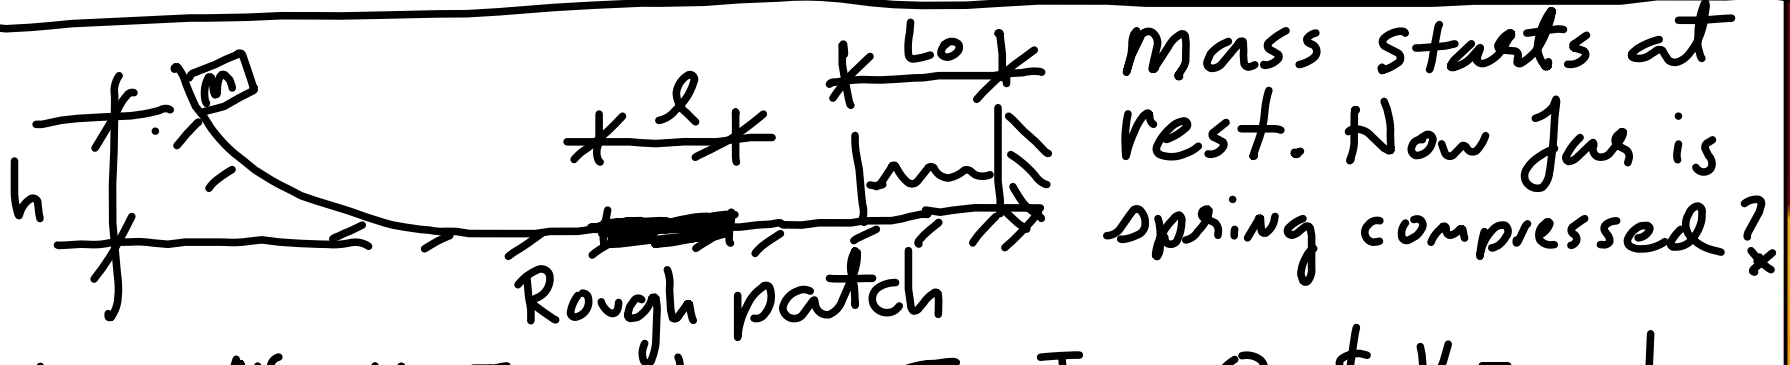 Lo
mass starts at
m
l
rest. How far is
h
spring compressed?
x
Rough patch